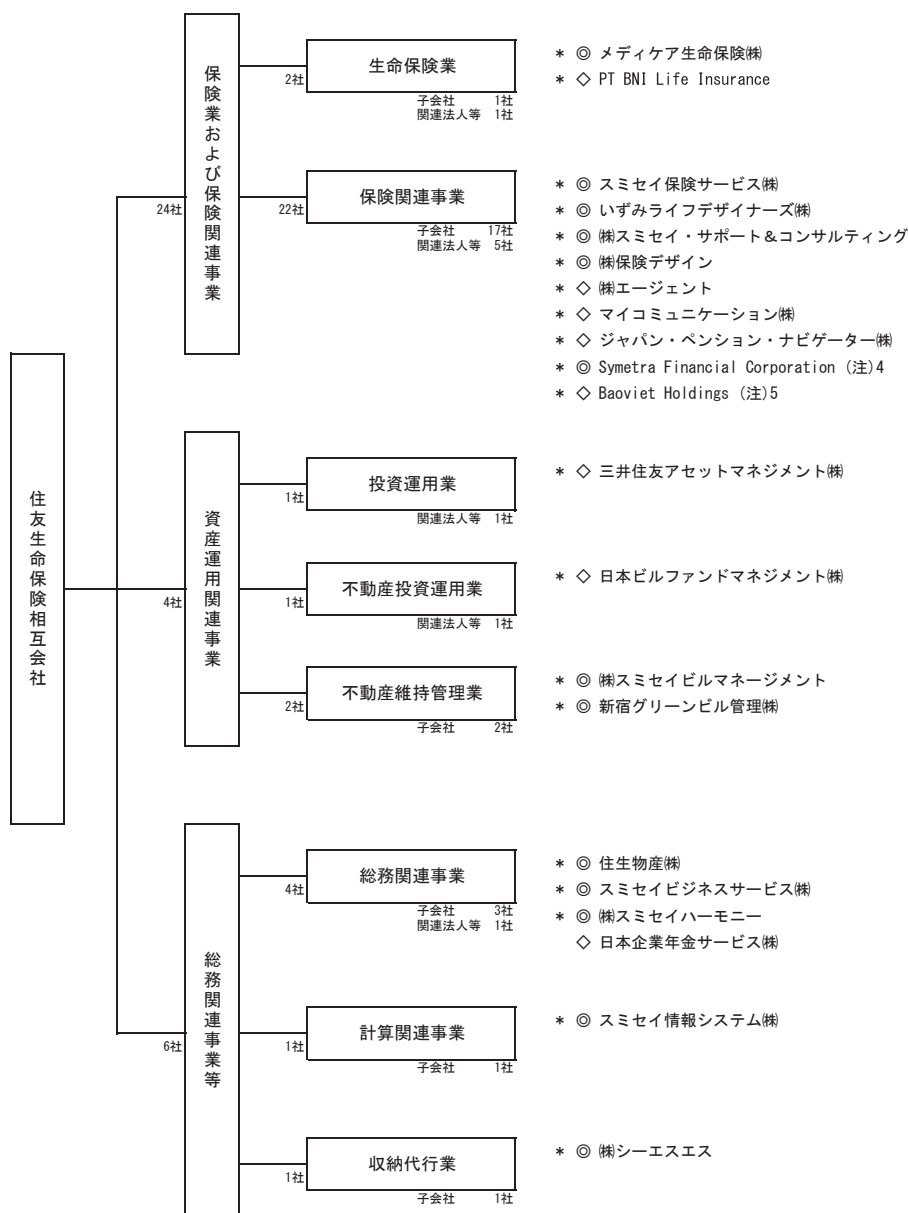 住友生命保険相互会社
保険業および保険関連事業
24社
生命保険業
2社
子会社 1社
関連法人等 1社
* ◎ メディケア生命保険㈱
* ◇ PT BNI Life Insurance
保険関連事業
22社
子会社 17社
関連法人等 5社
* ◎ スミセイ保険サービス㈱
* ◎ いずみライフデザイナーズ㈱
* ◎ ㈱スミセイ・サポート＆コンサルティング
* ◎ ㈱保険デザイン
* ◇ ㈱エージェント
* ◇ マイコミュニケーション㈱
* ◇ ジャパン・ペンション・ナビゲーター㈱
* ◎ Symetra Financial Corporation (注)4
* ◇ Baoviet Holdings (注)5
資産運用関連事業
4社
投資運用業
1社
関連法人等 1社
* ◇ 三井住友アセットマネジメント㈱
不動産投資運用業
1社
関連法人等 1社
* ◇ 日本ビルファンドマネジメント㈱
不動産維持管理業
2社
子会社 2社
* ◎ ㈱スミセイビルマネージメント
* ◎ 新宿グリーンビル管理㈱
総務関連事業等
6社
総務関連事業
4社
子会社 3社
関連法人等 1社
* ◎ 住生物産㈱
* ◎ スミセイビジネスサービス㈱
* ◎ ㈱スミセイハーモニー
◇ 日本企業年金サービス㈱
計算関連事業
1社
子会社 1社
* ◎ スミセイ情報システム㈱
収納代行業
1社
子会社 1社
* ◎ ㈱シーエスエス